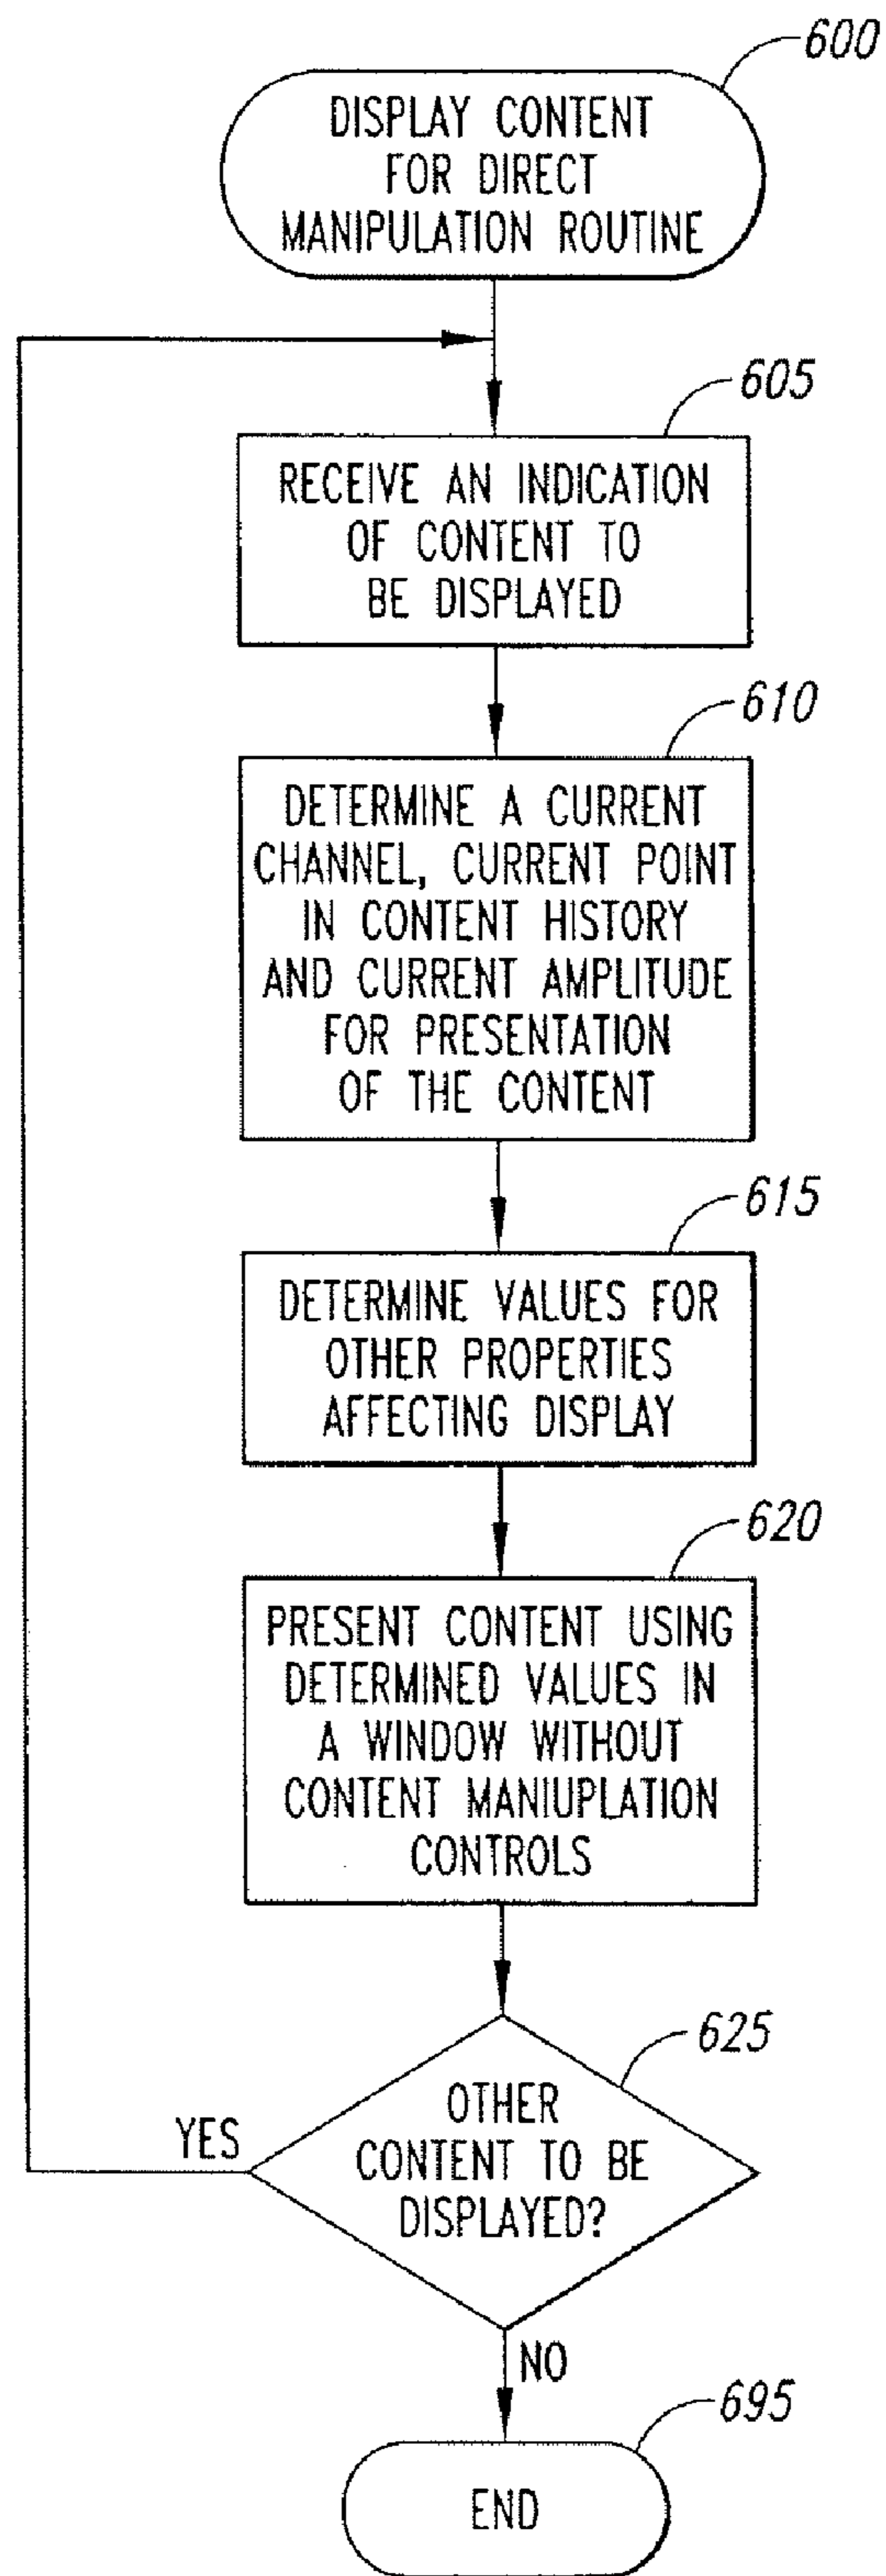 600
DISPLAY CONTENT
FOR DIRECT
MANIPULATION ROUTINE
605
RECEIVE AN INDICATION
OF CONTENT TO
BE DISPLAYED
610
DETERMINE A CURRENT
CHANNEL, CURRENT POINT
IN CONTENT HISTORY
AND CURRENT AMPLITUDE
FOR PRESENTATION
OF THE CONTENT
615
DETERMINE VALUES FOR
OTHER PROPERTIES
AFFECTING DISPLAY
620
PRESENT CONTENT USING
DETERMINED VALUES IN
A WINDOW WITHOUT
CONTENT MANIUPLATION
CONTROLS
625
OTHER
CONTENT TO BE
DISPLAYED?
YES
NO
695
END